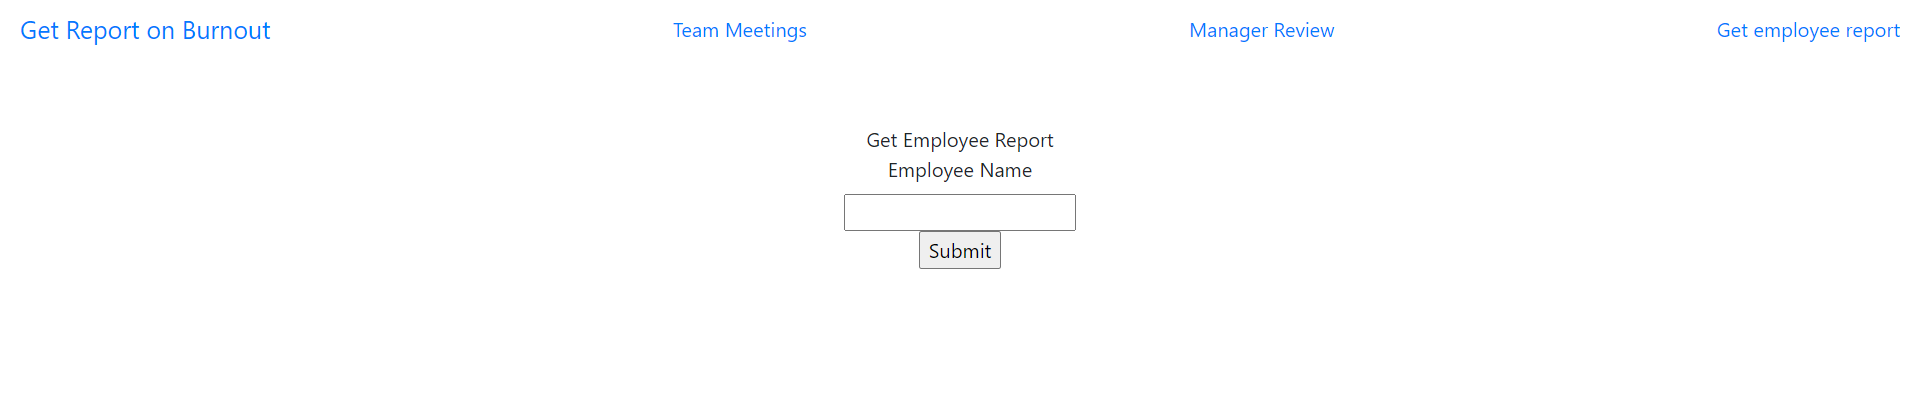 Get Report on Burnout Team Meetings Manager Review Get employee report
Get Employee Report
Employee Name
Submit